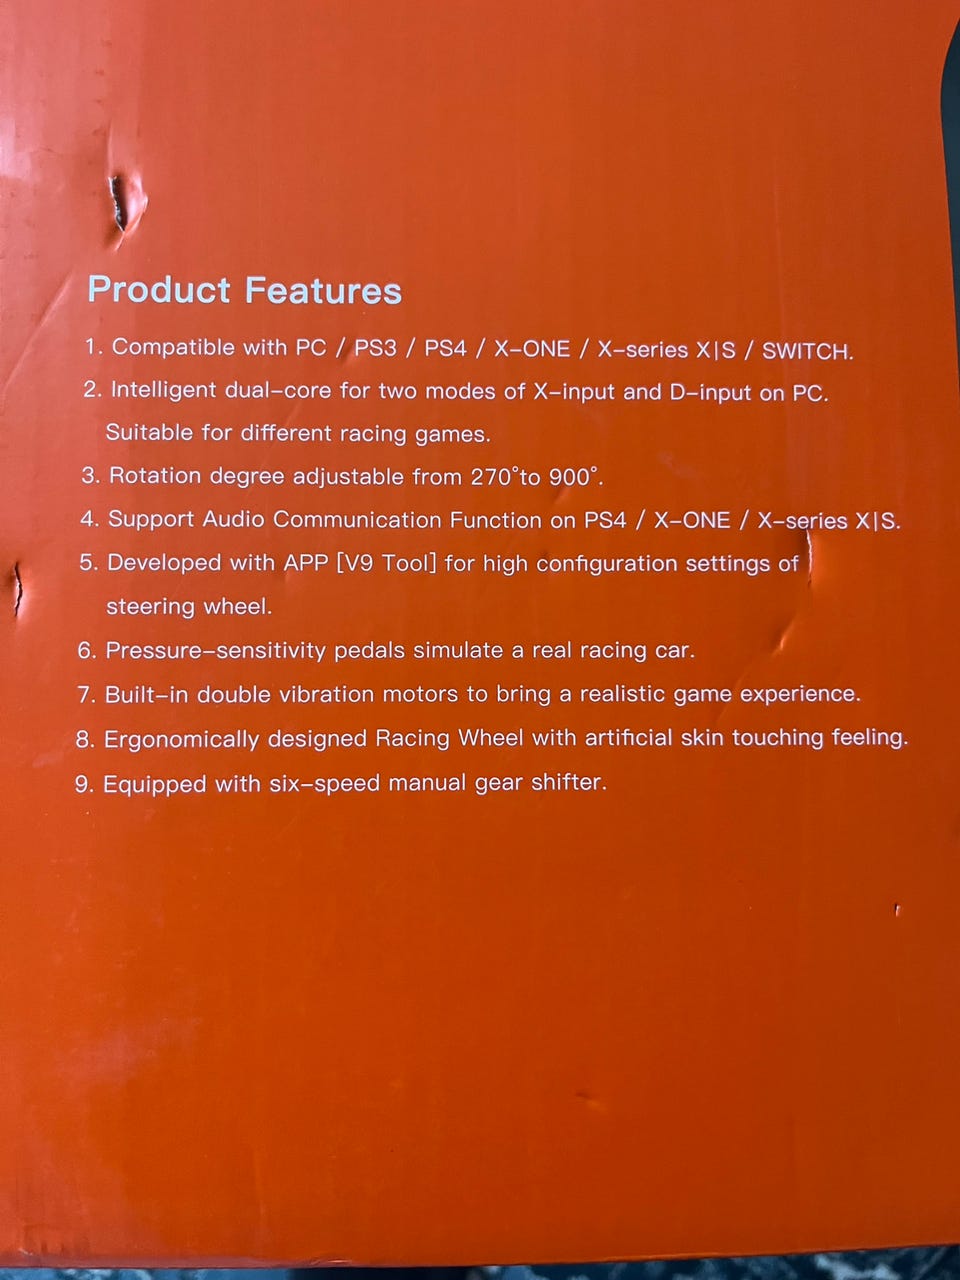 Product Features
1. Compatible with PC / PS3 / PS4 / X-ONE / X-series X|S / SWITCH.
2. Intelligent dual-core for two modes of X-input and D-input on PC.
Suitable for different racing games.
3. Rotation degree adjustable from 270°to 900°.
4. Support Audio Communication Function on PS4 / X-ONE / X-series X|S.
5. Developed with APP [V9 Tool] for high configuration settings of
steering wheel.
6. Pressure-sensitivity pedals simulate a real racing car.
7. Built-in double vibration motors to bring a realistic game experience.
8. Ergonomically designed Racing Wheel with artificial skin touching feeling.
9. Equipped with six-speed manual gear shifter.